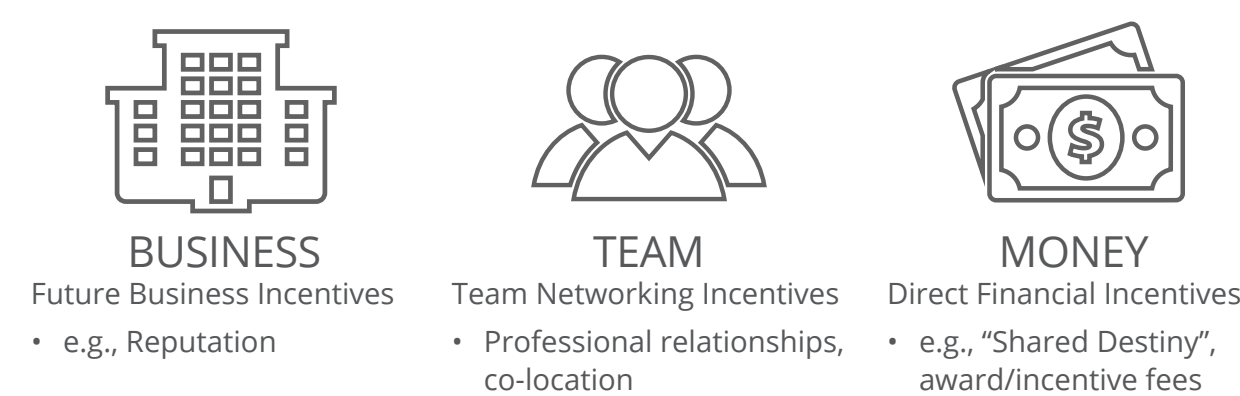 $
BUSINESS
Future Business Incentives
• e.g., Reputation
TEAM
Team Networking Incentives
• Professional relationships,
co-location
MONEY
Direct Financial Incentives
• e.g., “Shared Destiny”,
award/incentive fees